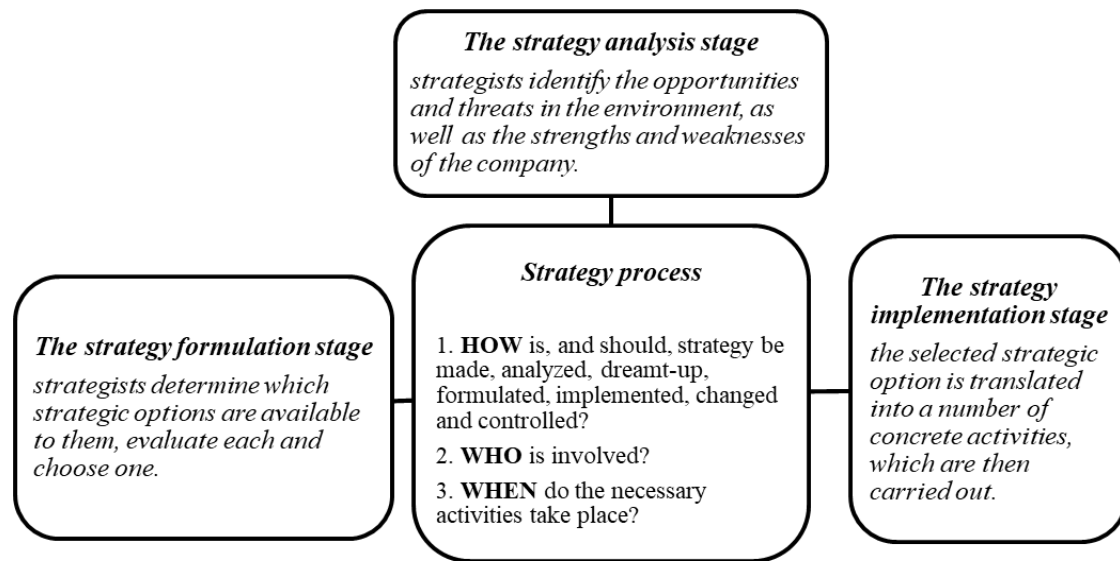 The strategy analysis stage
strategists identify the opportunities
and threats in the environment, as
well as the strengths and weaknesses
of the company.
The strategy formulation stage
strategists determine which
strategic options are available
to them, evaluate each and
choose one.
Strategy process
1. HOW is, and should, strategy be
made, analyzed, dreamt-up,
formulated, implemented, changed
and controlled?
2. WHO is involved?
3. WHEN do the necessary
activities take place?
The strategy
implementation stage
the selected strategic
option is translated
into a number of
concrete activities,
which are then
carried out.